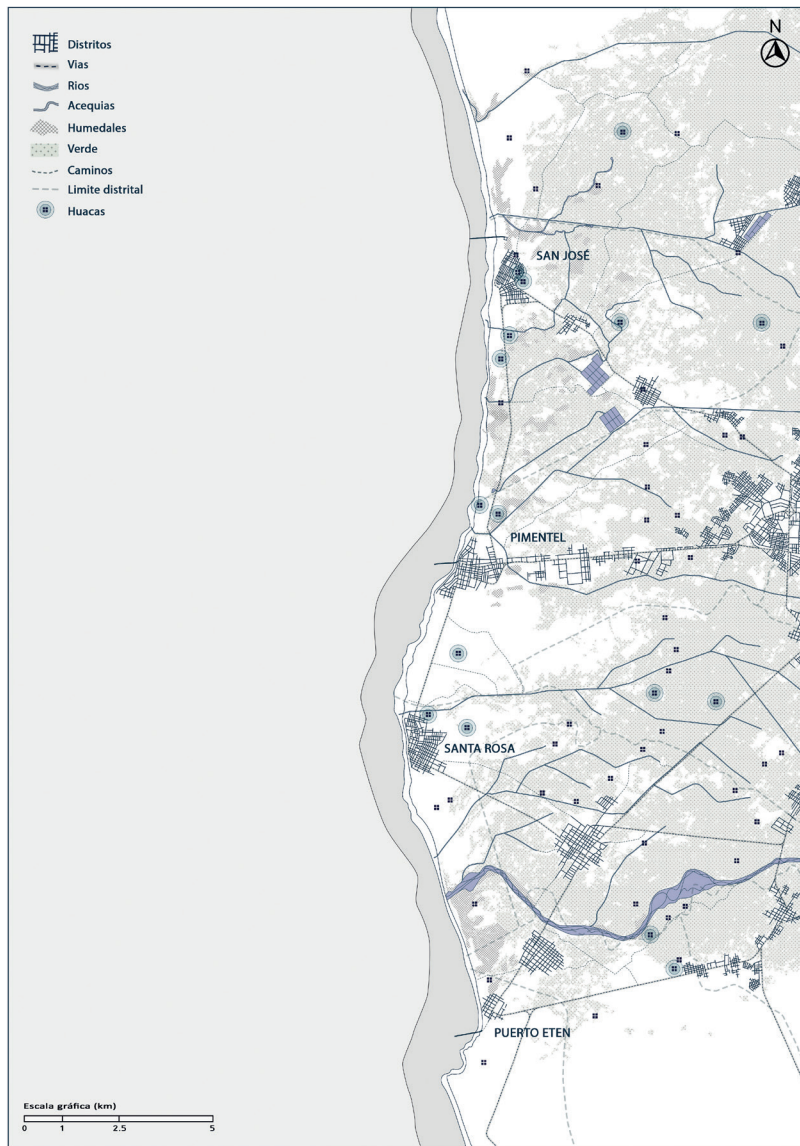 N
Distritos
Vias
Rios
Acequias
Humedales
Verde
Caminos
Limite distrital
Huacas
SAN JOSÉ
PIMENTEL
SANTA ROSA
PUERTO ETEN
Escala gráfica (km)
0 1 2.5 5